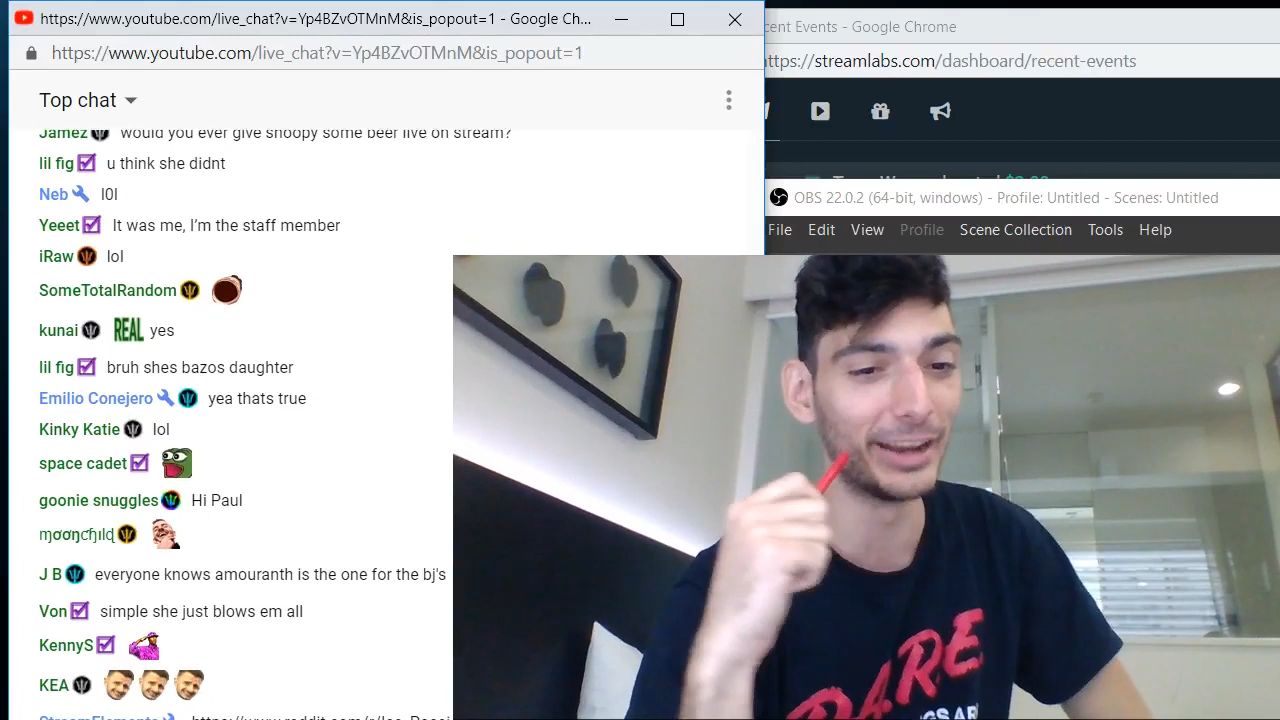 https://www.youtube.com/live_chat?v=Yp4BZvOTMnM&is_popout=1 - Google Ch...
cent Events - Google Chrome
https://www.youtube.com/live_chat?v=Yp4BZvOTMnM&is_popout=1
ttps://streamlabs.com/dashboard/recent-events
Top chat
Jamez would you ever give snoopy some beer live on stream?
lil fig u think she didnt
Neb l0l
OBS 22.0.2 (64-bit, windows) - Profile: Untitled - Scenes: Untitled
Yeeet It was me, I'm the staff member
File Edit View Profile Scene Collection Tools Help
iRaw lol
SomeTotalRandom
kunai REAL yes
lil fig bruh shes bazos daughter
Emilio Conejero yea thats true
Kinky Katie lol
space cadet
goonie snuggles Hi Paul
J B everyone knows amouranth is the one for the bj's
Von simple she just blows em all
KennyS
KEA
DARE